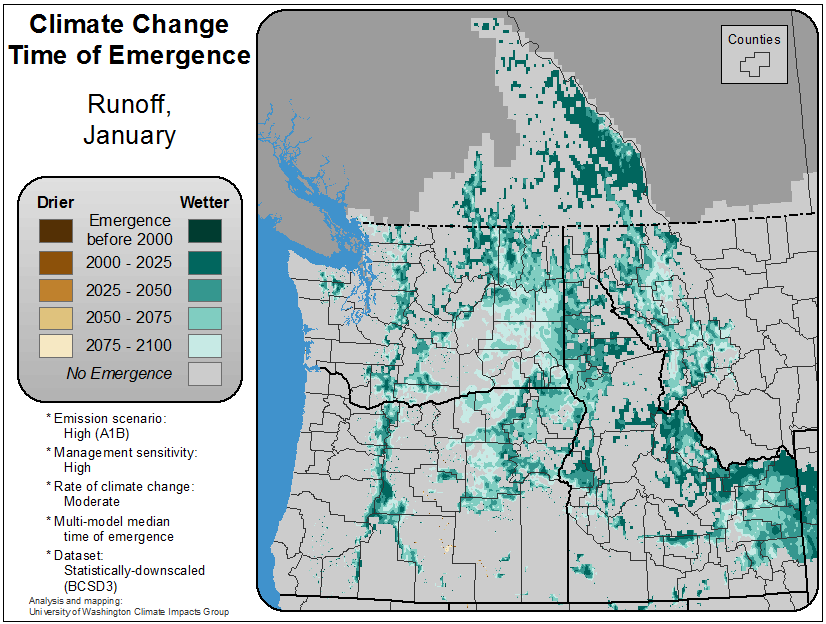 Climate Change
Time of Emergence
Runoff,
January
Counties
Drier
Wetter
Emergence
before 2000
2000 - 2025
2025 - 2050
2050 - 2075
2075 - 2100
No Emergence
* Emission scenario:
High (A1B)
* Management sensitivity:
High
* Rate of climate change:
Moderate
* Multi-model median
time of emergence
* Dataset:
Statistically-downscaled
(BCSD3)
Analysis and mapping:
University of Washington Climate Impacts Group